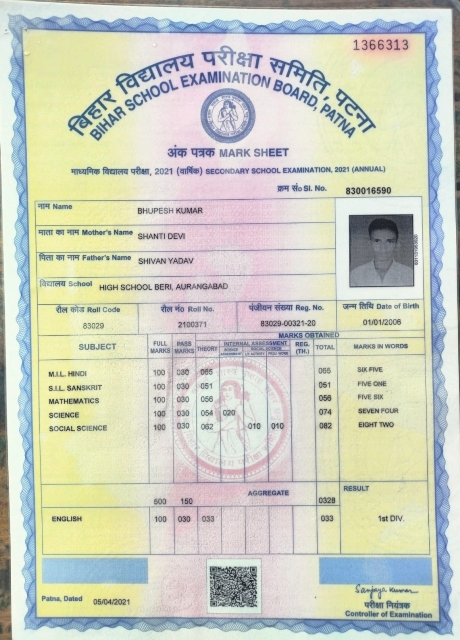 1366313
बिहार विद्यालय परीक्षा समिति पटना
BIHAR SCHOOL EXAMINATION BOARD, PATNA
अंक पत्रक MARK SHEET
माध्यमिक विद्यालय परीक्षा, 2021 (वार्षिक) SECONDARY SCHOOL EXAMINATION, 2021 (ANNUAL)
क्रम सं० Sl. No. 830016590
नाम Name BHUPESH KUMAR
माता का नाम Mother's Name SHANTI DEVI
पिता का नाम Father's Name SHIVAN YADAV
विद्यालय School HIGH SCHOOL BERI, AURANGABAD
रौल कोड Roll Code रौल नं० Roll No. पंजीयन संख्या Reg. No. जन्म तिथि Date of Birth
83029 2100371 83029-00321-20 01/01/2006
MARKS OBTAINED
SUBJECT FULL MARKS PASS MARKS THEORY INTERNAL ASSESSMENT REG. (TH.) TOTAL MARKS IN WORDS
M.I.L. HINDI 100 030 065 065 SIX FIVE
S.I.L. SANSKRIT 100 030 051 051 FIVE ONE
MATHEMATICS 100 030 056 056 FIVE SIX
SCIENCE 100 030 054 020 074 SEVEN FOUR
SOCIAL SCIENCE 100 030 062 010 010 082 EIGHT TWO
AGGREGATE RESULT
500 150 0328
ENGLISH 100 030 033 033 1st DIV.
Patna, Dated 05/04/2021
Sanjay Kumar
परीक्षा नियंत्रक
Controller of Examination